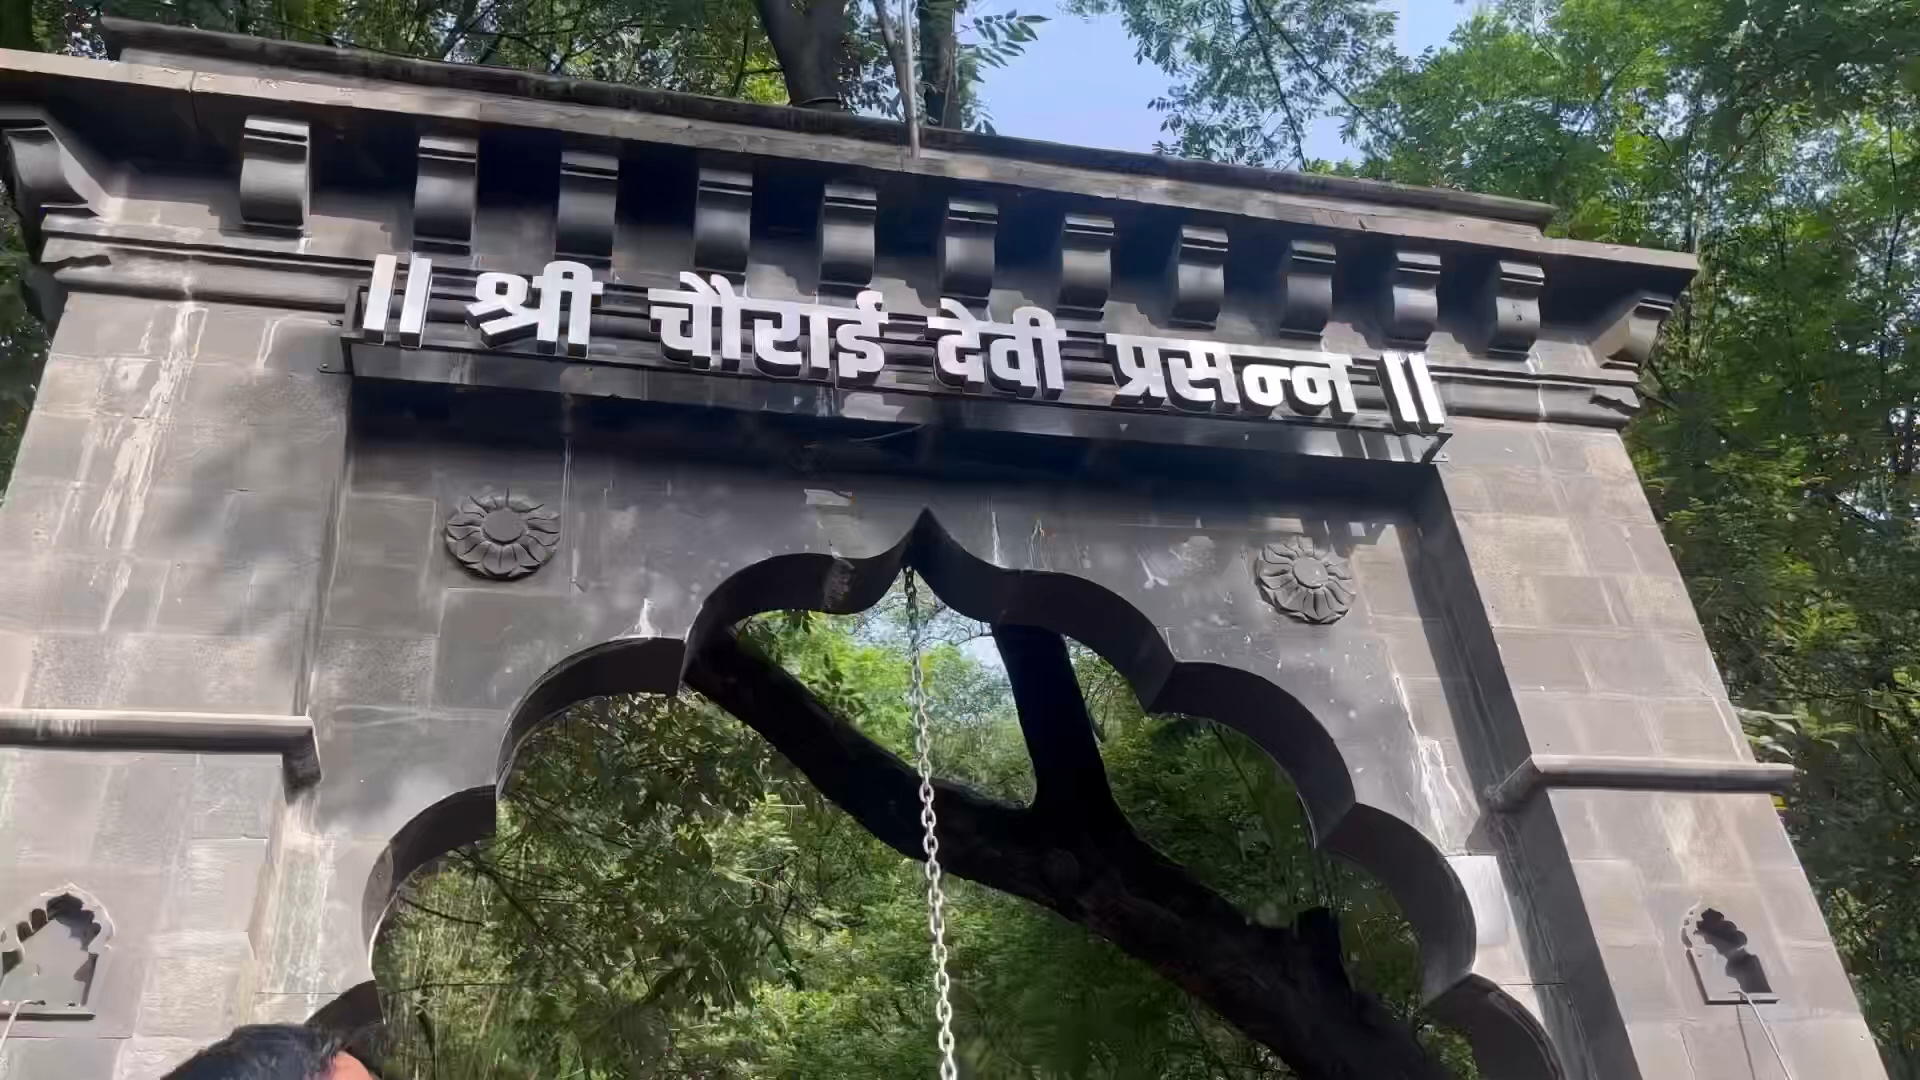 ॥ श्री चौराई देवी प्रसन्न ॥